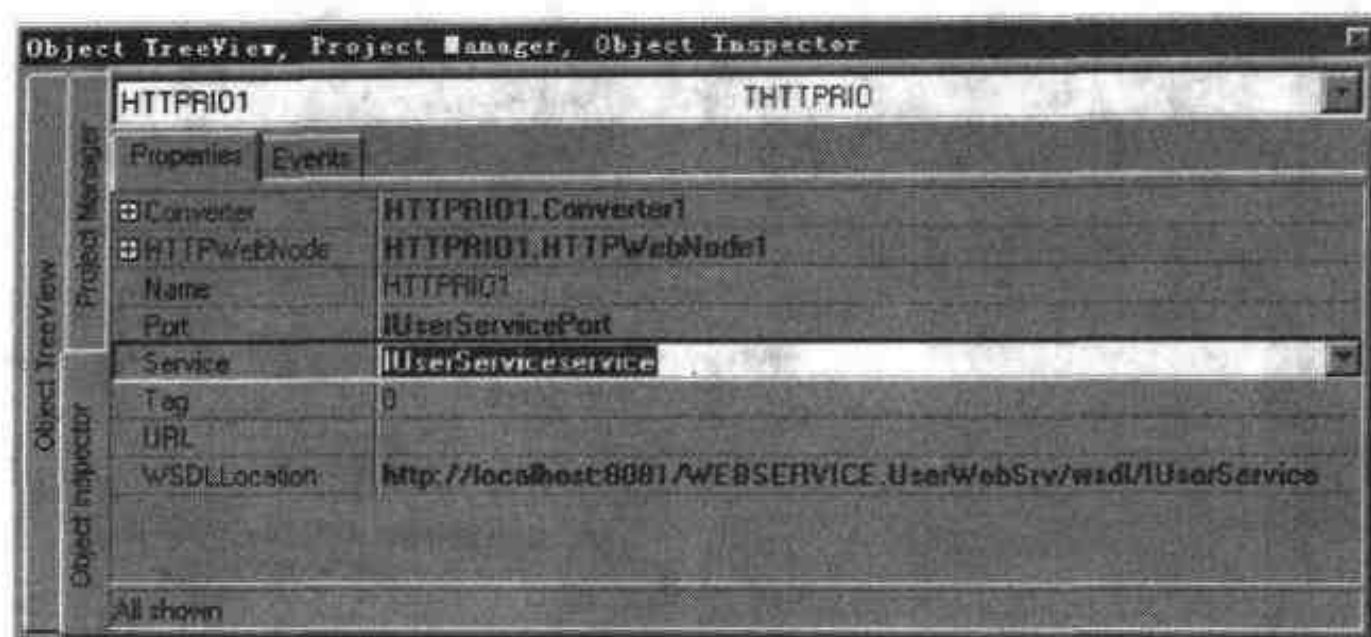 Object TreeView, Project Manager, Object Inspector
HTTPRIO1 THTTPRIO
Properties Events
Converter HTTPRIO1.Converter1
HTTPWebNode HTTPRIO1.HTTPWebNode1
Name HTTPRIO1
Port IUserServicePort
Service IUserServiceservice
Tag 0
URL
WSDLLocation http://localhost:8081/WEBSERVICE.UserWebSrv/wsdl/IUserService
All shown
Object TreeView
Project Manager
Object Inspector